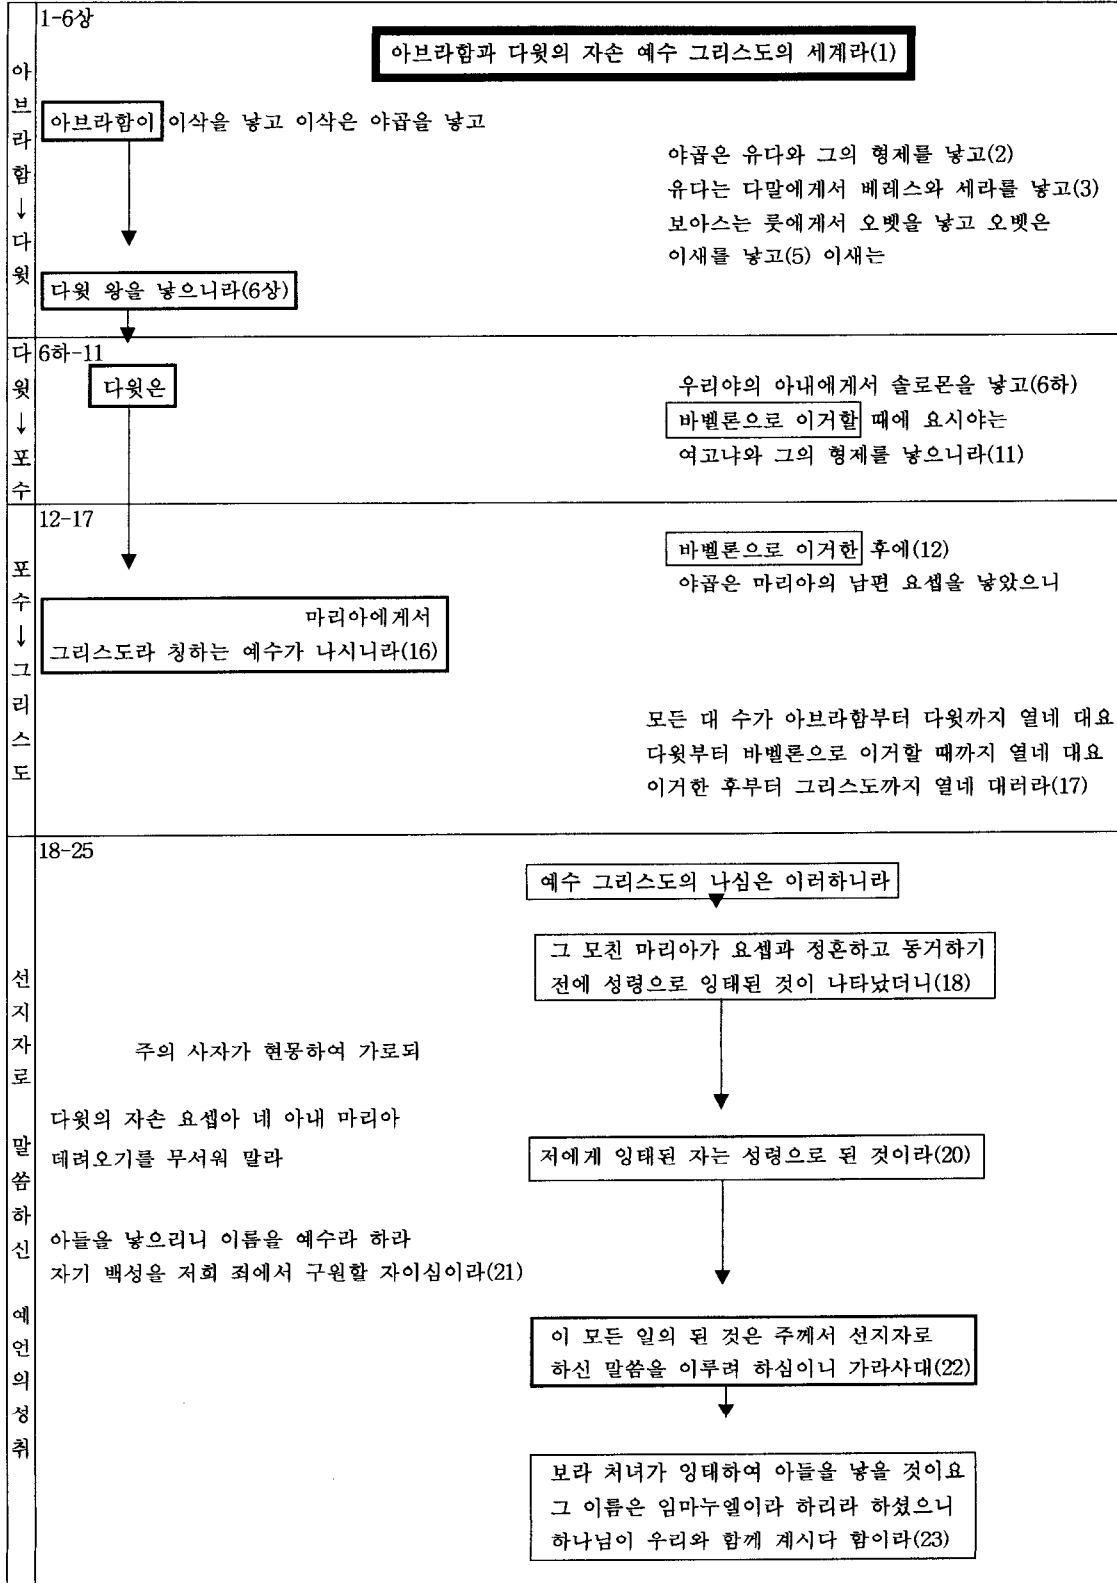 1-6상
아브라함과 다윗의 자손 예수 그리스도의 세계라(1)
아브라함→다윗
아브라함이 이삭을 낳고 이삭은 야곱을 낳고
야곱은 유다와 그의 형제를 낳고(2)
유다는 다말에게서 베레스와 세라를 낳고(3)
보아스는 룻에게서 오벳을 낳고 오벳은
이새를 낳고(5) 이새는
다윗 왕을 낳으니라(6상)
다윗→포수
6하-11
다윗은
우리야의 아내에게서 솔로몬을 낳고(6하)
바벨론으로 이거할 때에 요시야는
여고냐와 그의 형제를 낳으니라(11)
포수→그리스도
12-17
바벨론으로 이거한 후에(12)
야곱은 마리아의 남편 요셉을 낳았으니
마리아에게서
그리스도라 칭하는 예수가 나시니라(16)
모든 대 수가 아브라함부터 다윗까지 열네 대요
다윗부터 바벨론으로 이거할 때까지 열네 대요
이거한 후부터 그리스도까지 열네 대러라(17)
선지자로 말씀하신 예언의성취
18-25
예수 그리스도의 나심은 이러하니라
그 모친 마리아가 요셉과 정혼하고 동거하기
전에 성령으로 잉태된 것이 나타났더니(18)
주의 사자가 현몽하여 가로되
다윗의 자손 요셉아 네 아내 마리아
데려오기를 무서워 말라
저에게 잉태된 자는 성령으로 된 것이라(20)
아들을 낳으리니 이름을 예수라 하라
자기 백성을 저희 죄에서 구원할 자이심이라(21)
이 모든 일의 된 것은 주께서 선지자로
하신 말씀을 이루려 하심이니 가라사대(22)
보라 처녀가 잉태하여 아들을 낳을 것이요
그 이름은 임마누엘이라 하리라 하셨으니
하나님이 우리와 함께 계시다 함이라(23)